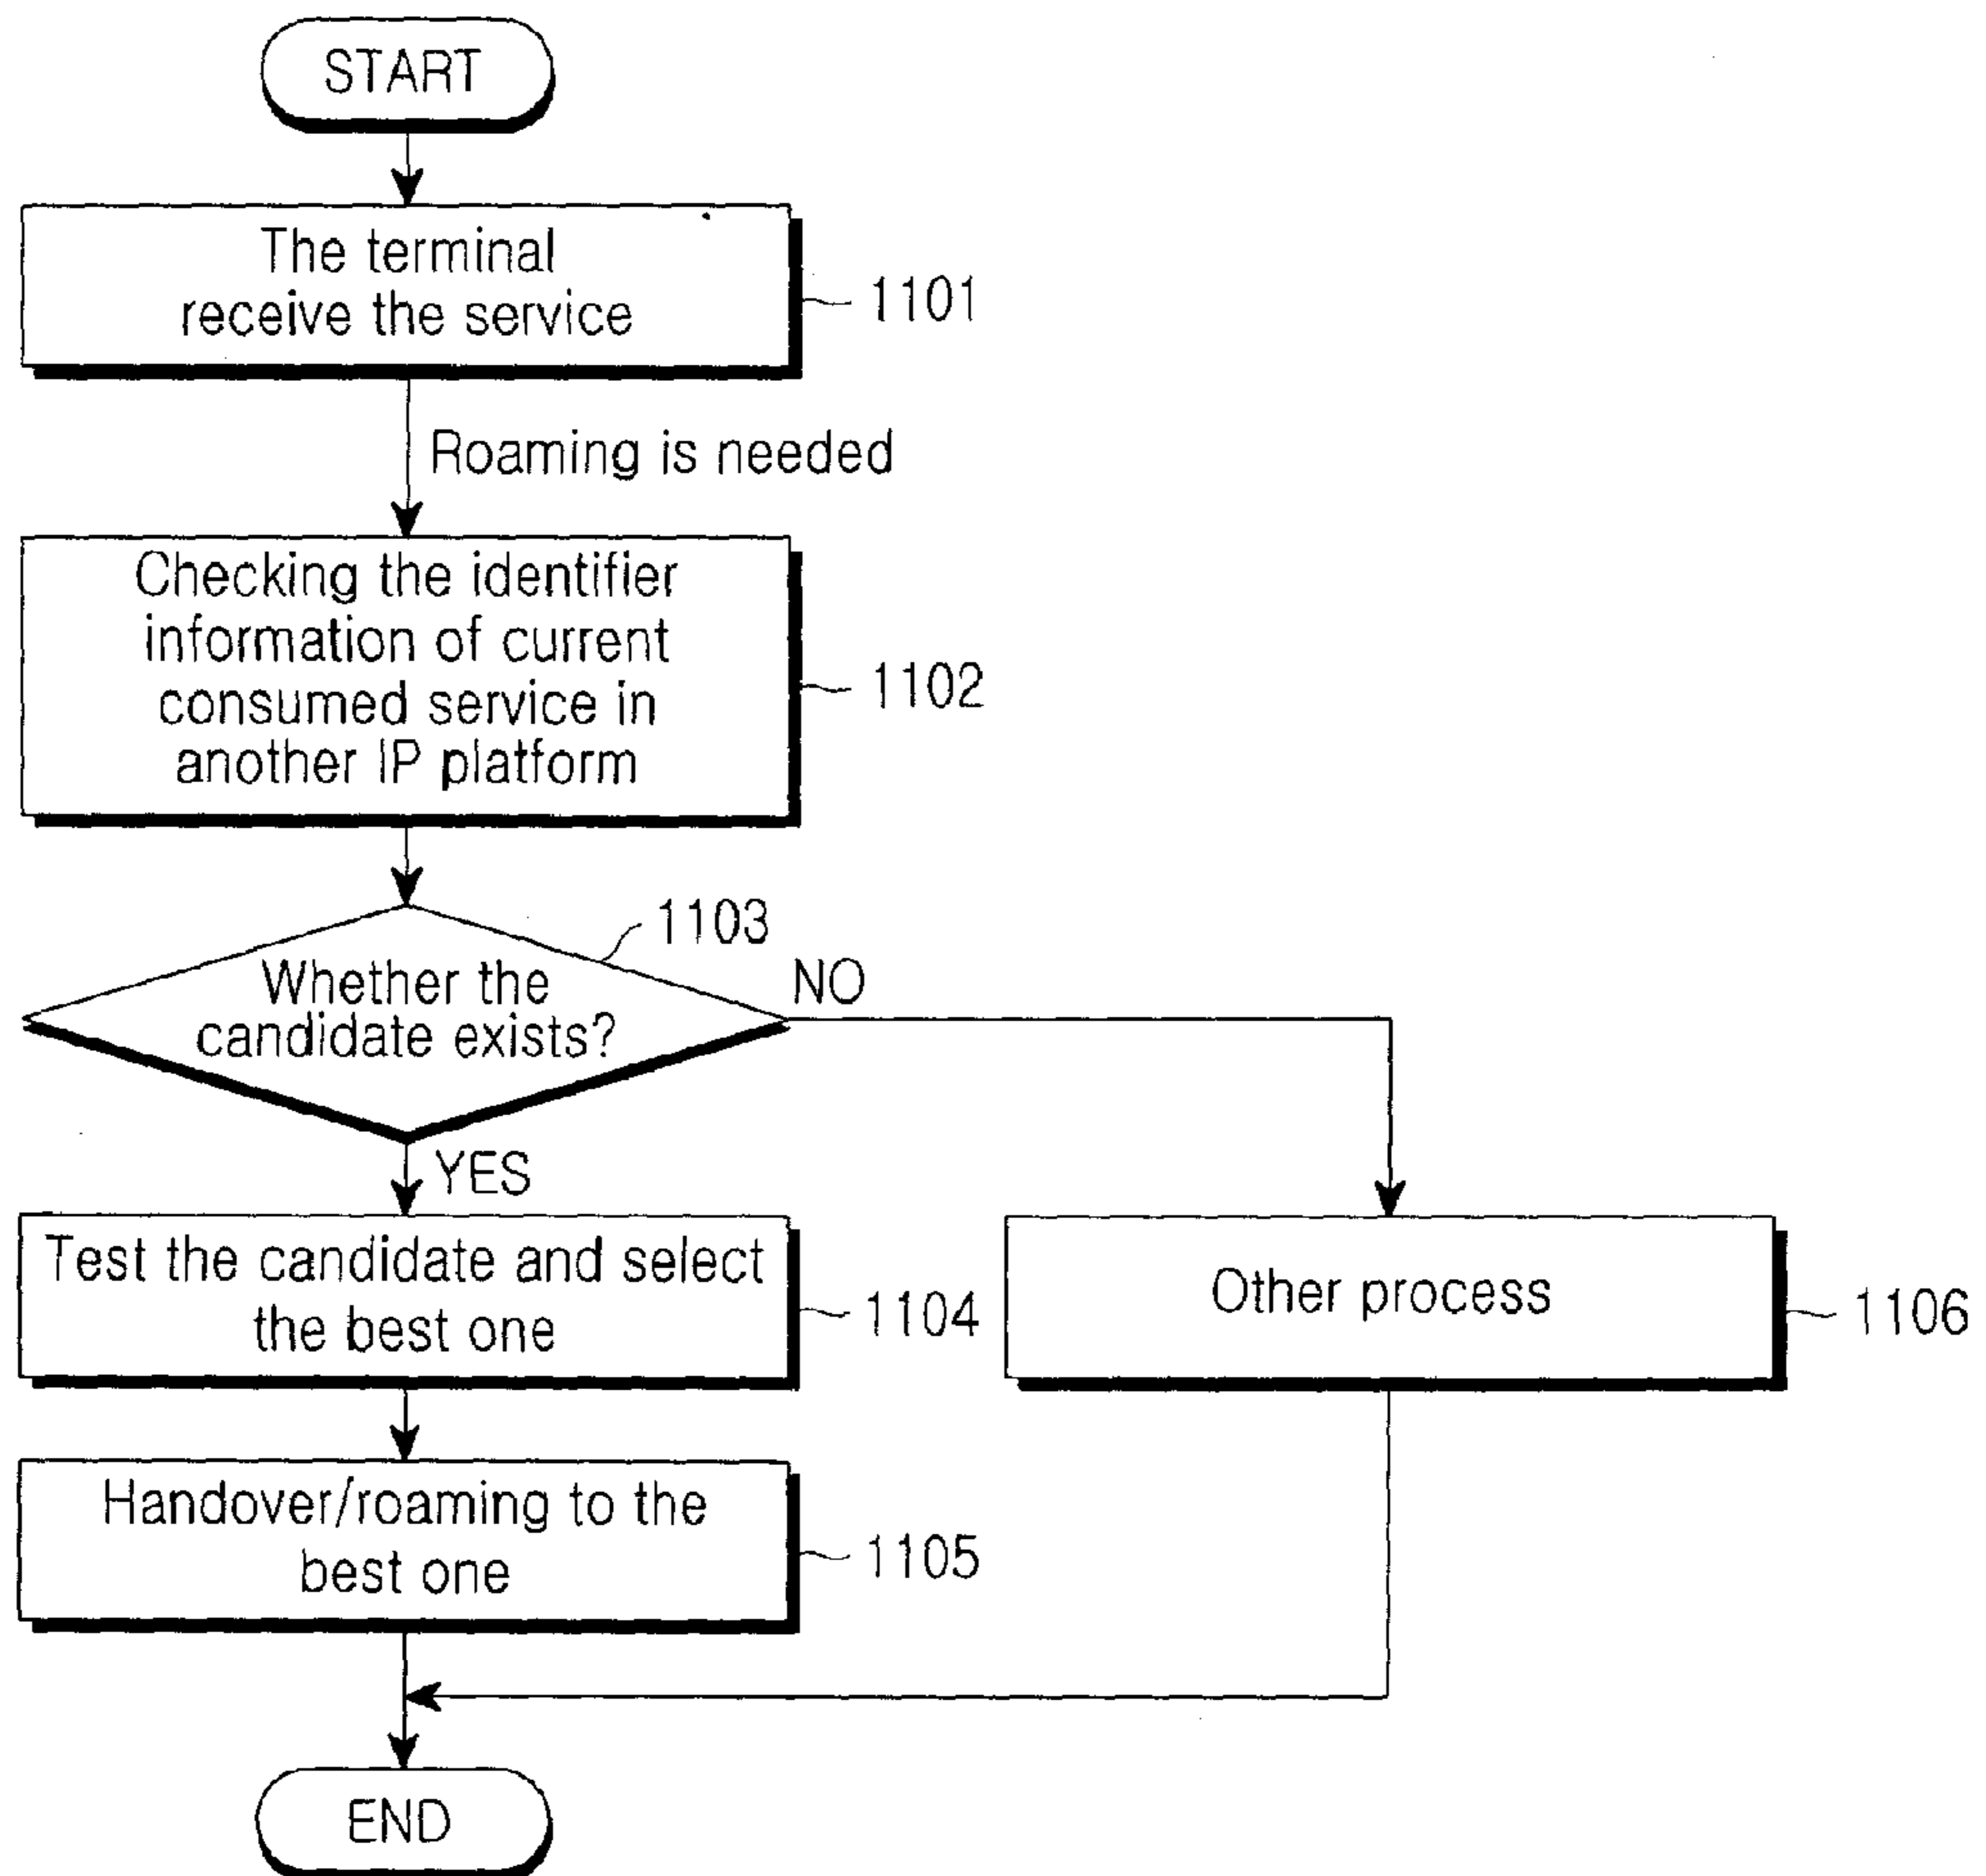 START
The terminal
receive the service
1101
Roaming is needed
Checking the identifier
information of current
consumed service in
another IP platform
1102
1103
Whether the
candidate exists?
NO
YES
Test the candidate and select
the best one
1104
Other process
1106
Handover/roaming to the
best one
1105
END